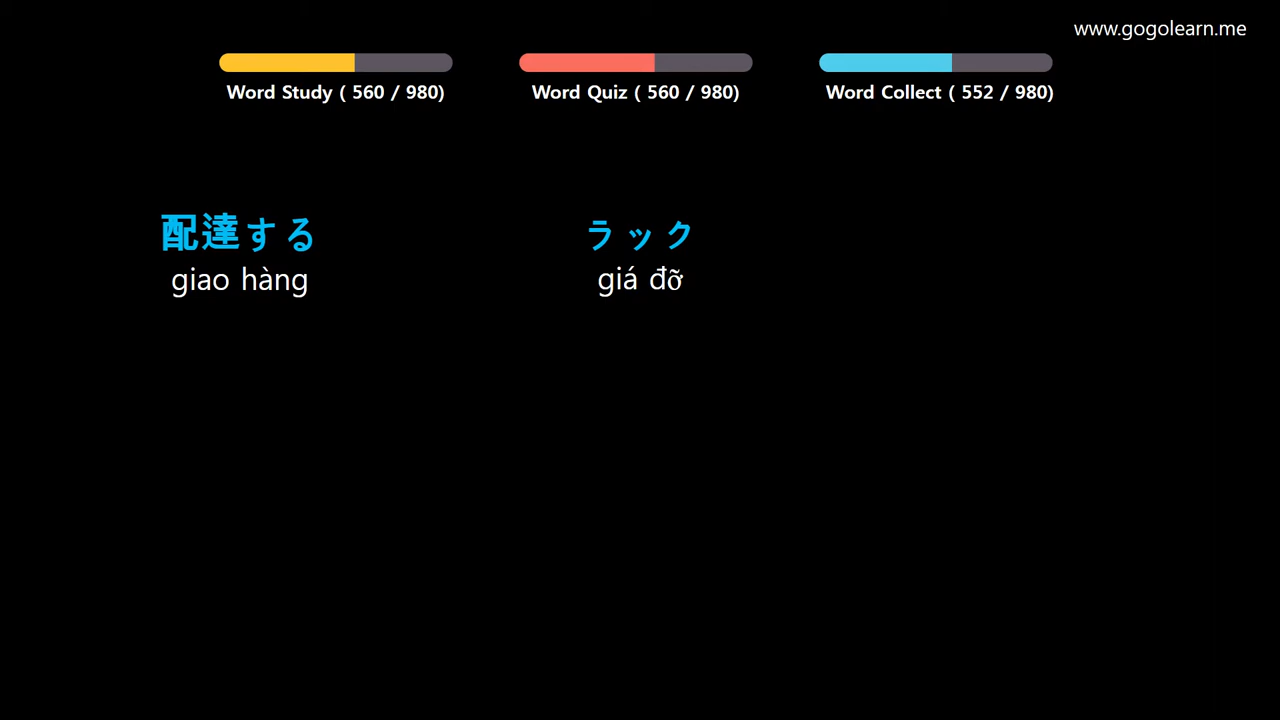 www.gogolearn.me
Word Study ( 560 / 980)
Word Quiz ( 560 / 980)
Word Collect ( 552 / 980)
配達する
giao hàng
ラック
giá đỡ